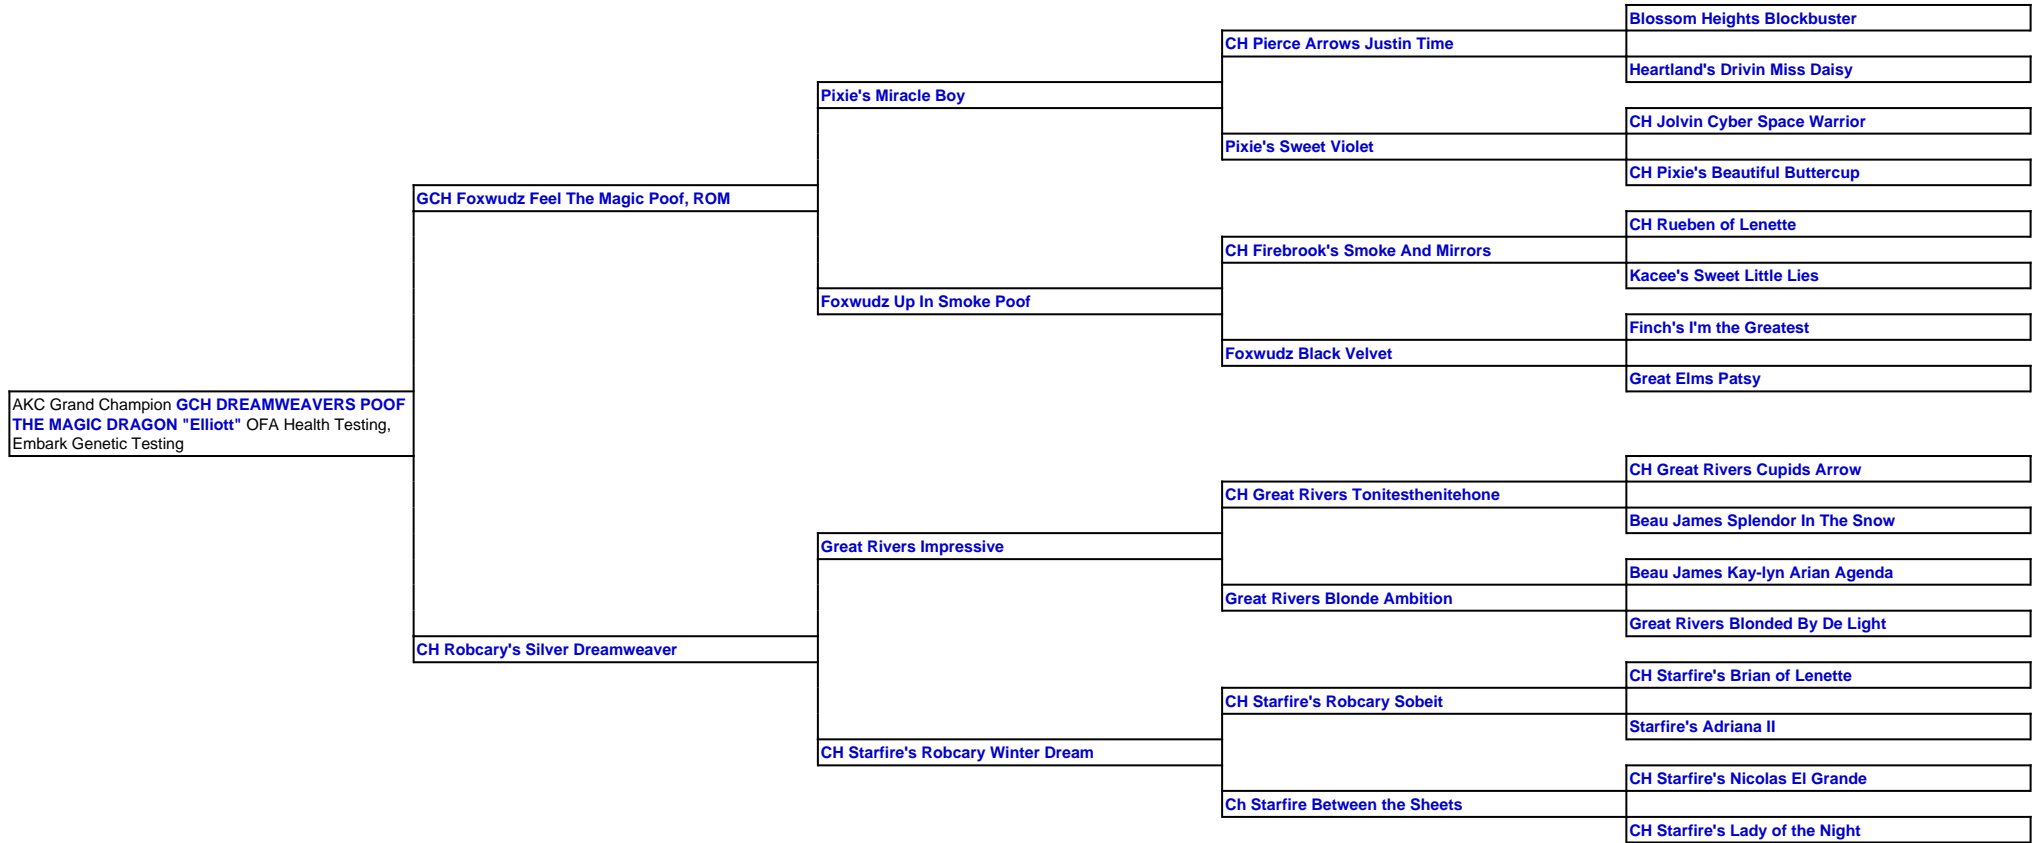 Blossom Heights Blockbuster
CH Pierce Arrows Justin Time
Heartland's Drivin Miss Daisy
Pixie's Miracle Boy
CH Jolvin Cyber Space Warrior
Pixie's Sweet Violet
CH Pixie's Beautiful Buttercup
GCH Foxwudz Feel The Magic Poof, ROM
CH Rueben of Lenette
CH Firebrook's Smoke And Mirrors
Kacee's Sweet Little Lies
Foxwudz Up In Smoke Poof
Finch's I'm the Greatest
Foxwudz Black Velvet
Great Elms Patsy
AKC Grand Champion GCH DREAMWEAVERS POOF
THE MAGIC DRAGON "Elliott" OFA Health Testing,
Embark Genetic Testing
CH Great Rivers Cupids Arrow
CH Great Rivers Tonitesthenitehone
Beau James Splendor In The Snow
Great Rivers Impressive
Beau James Kay-lyn Arian Agenda
Great Rivers Blonde Ambition
Great Rivers Blonded By De Light
CH Robcary's Silver Dreamweaver
CH Starfire's Brian of Lenette
CH Starfire's Robcary Sobeit
Starfire's Adriana II
CH Starfire's Robcary Winter Dream
CH Starfire's Nicolas El Grande
Ch Starfire Between the Sheets
CH Starfire's Lady of the Night